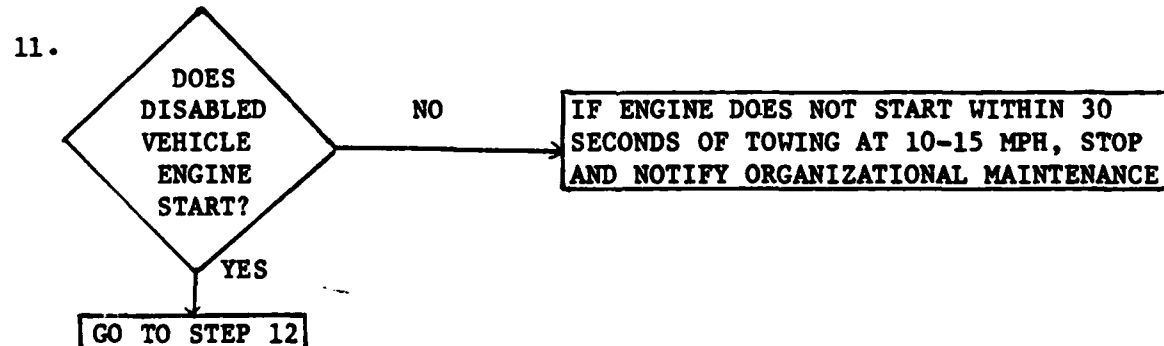 11.
DOES
DISABLED
VEHICLE
ENGINE
START?
NO
IF ENGINE DOES NOT START WITHIN 30
SECONDS OF TOWING AT 10-15 MPH, STOP
AND NOTIFY ORGANIZATIONAL MAINTENANCE
YES
GO TO STEP 12